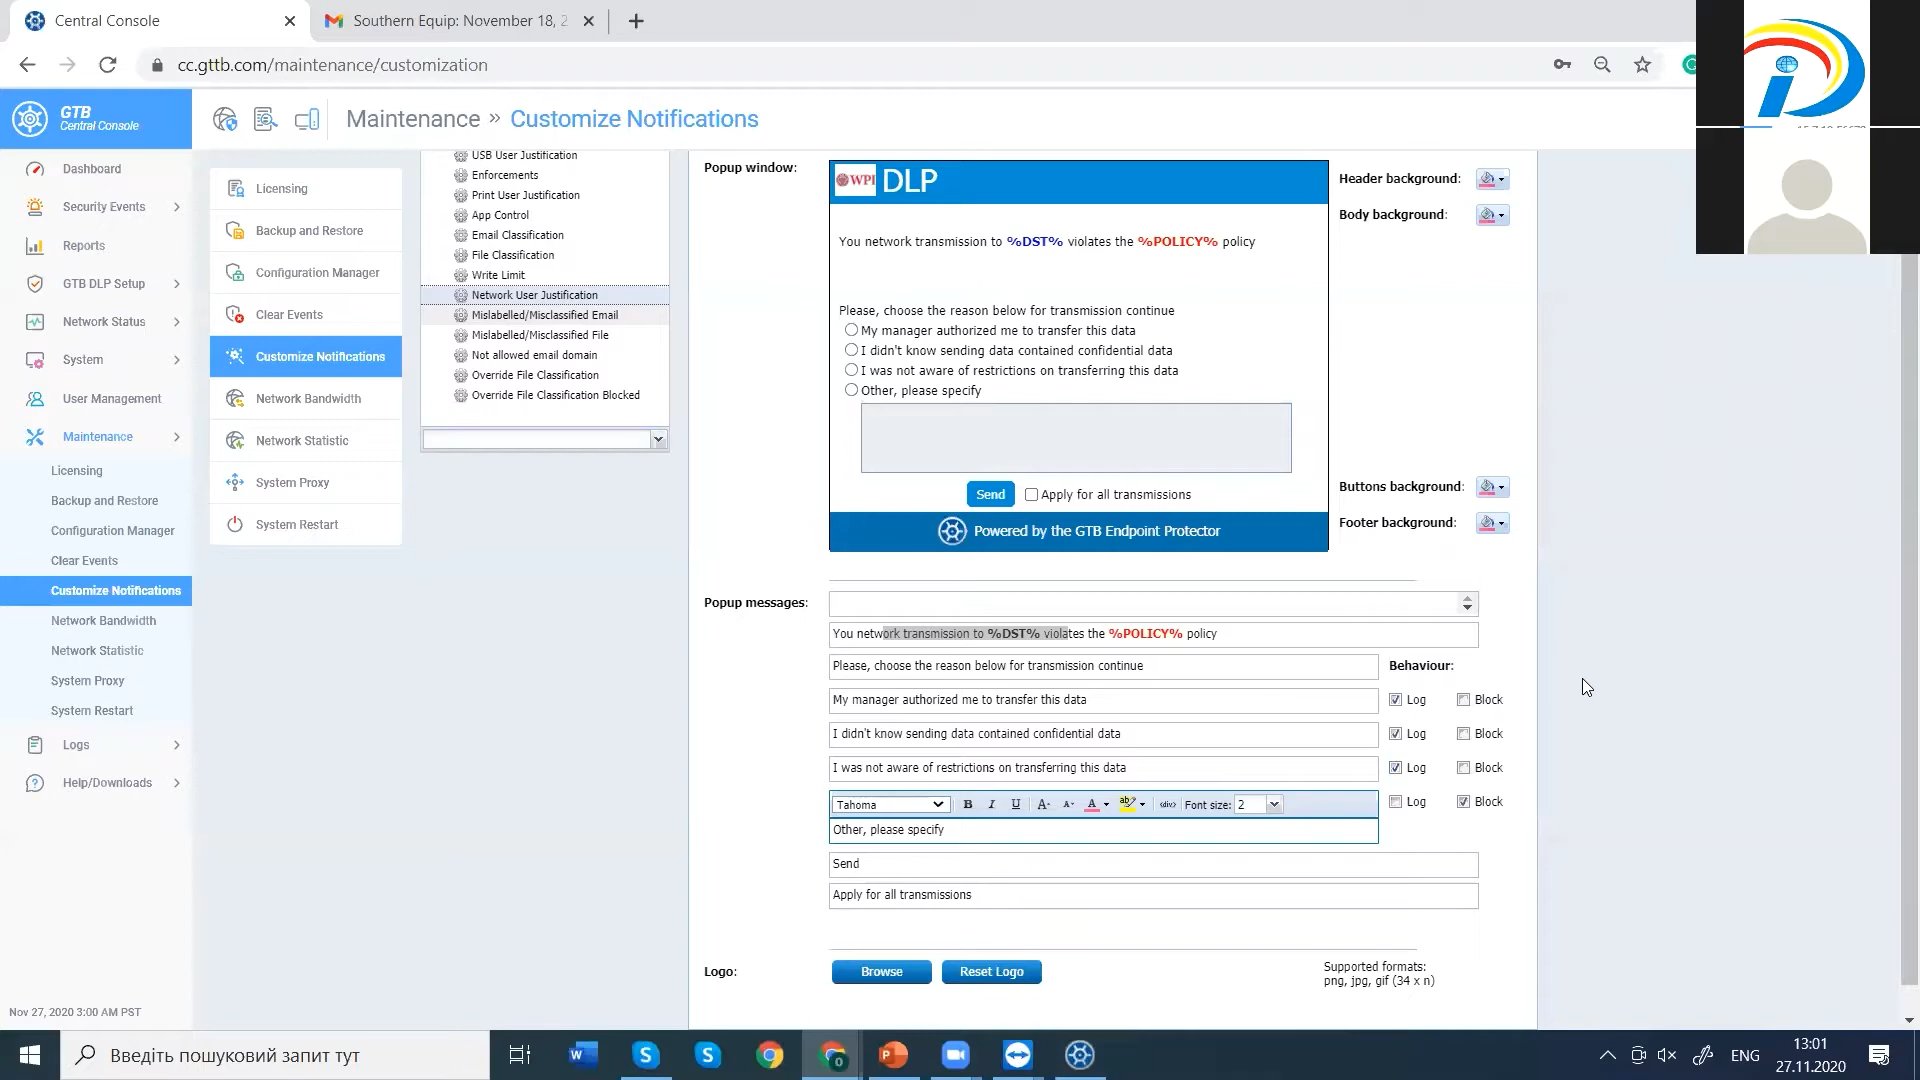 Central Console
Southern Equip: November 18, 2
cc.gttb.com/maintenance/customization
GTB
Central Console
Maintenance » Customize Notifications
Dashboard
Security Events
Reports
GTB DLP Setup
Network Status
System
User Management
Maintenance
Licensing
Backup and Restore
Configuration Manager
Clear Events
Customize Notifications
Network Bandwidth
Network Statistic
System Proxy
System Restart
Logs
Help/Downloads
Nov 27, 2020 3:00 AM PST
Licensing
Backup and Restore
Configuration Manager
Clear Events
Customize Notifications
Network Bandwidth
Network Statistic
System Proxy
System Restart
USB User Justification
Enforcements
Print User Justification
App Control
Email Classification
File Classification
Write Limit
Network User Justification
Mislabelled/Misclassified Email
Mislabelled/Misclassified File
Not allowed email domain
Override File Classification
Override File Classification Blocked
Popup window:
WPI DLP
You network transmission to %DST% violates the %POLICY% policy
Please, choose the reason below for transmission continue
My manager authorized me to transfer this data
I didn't know sending data contained confidential data
I was not aware of restrictions on transferring this data
Other, please specify
Send Apply for all transmissions
Powered by the GTB Endpoint Protector
Header background:
Body background:
Buttons background:
Footer background:
Popup messages:
You network transmission to %DST% violates the %POLICY% policy
Please, choose the reason below for transmission continue
Behaviour:
My manager authorized me to transfer this data
Log Block
I didn't know sending data contained confidential data
Log Block
I was not aware of restrictions on transferring this data
Log Block
Tahoma B I U A A A ab <div> Font size: 2
Log Block
Other, please specify
Send
Apply for all transmissions
Logo:
Browse
Reset Logo
Supported formats:
png, jpg, gif (34 x n)
Введіть пошуковий запит тут
ENG
13:01
27.11.2020